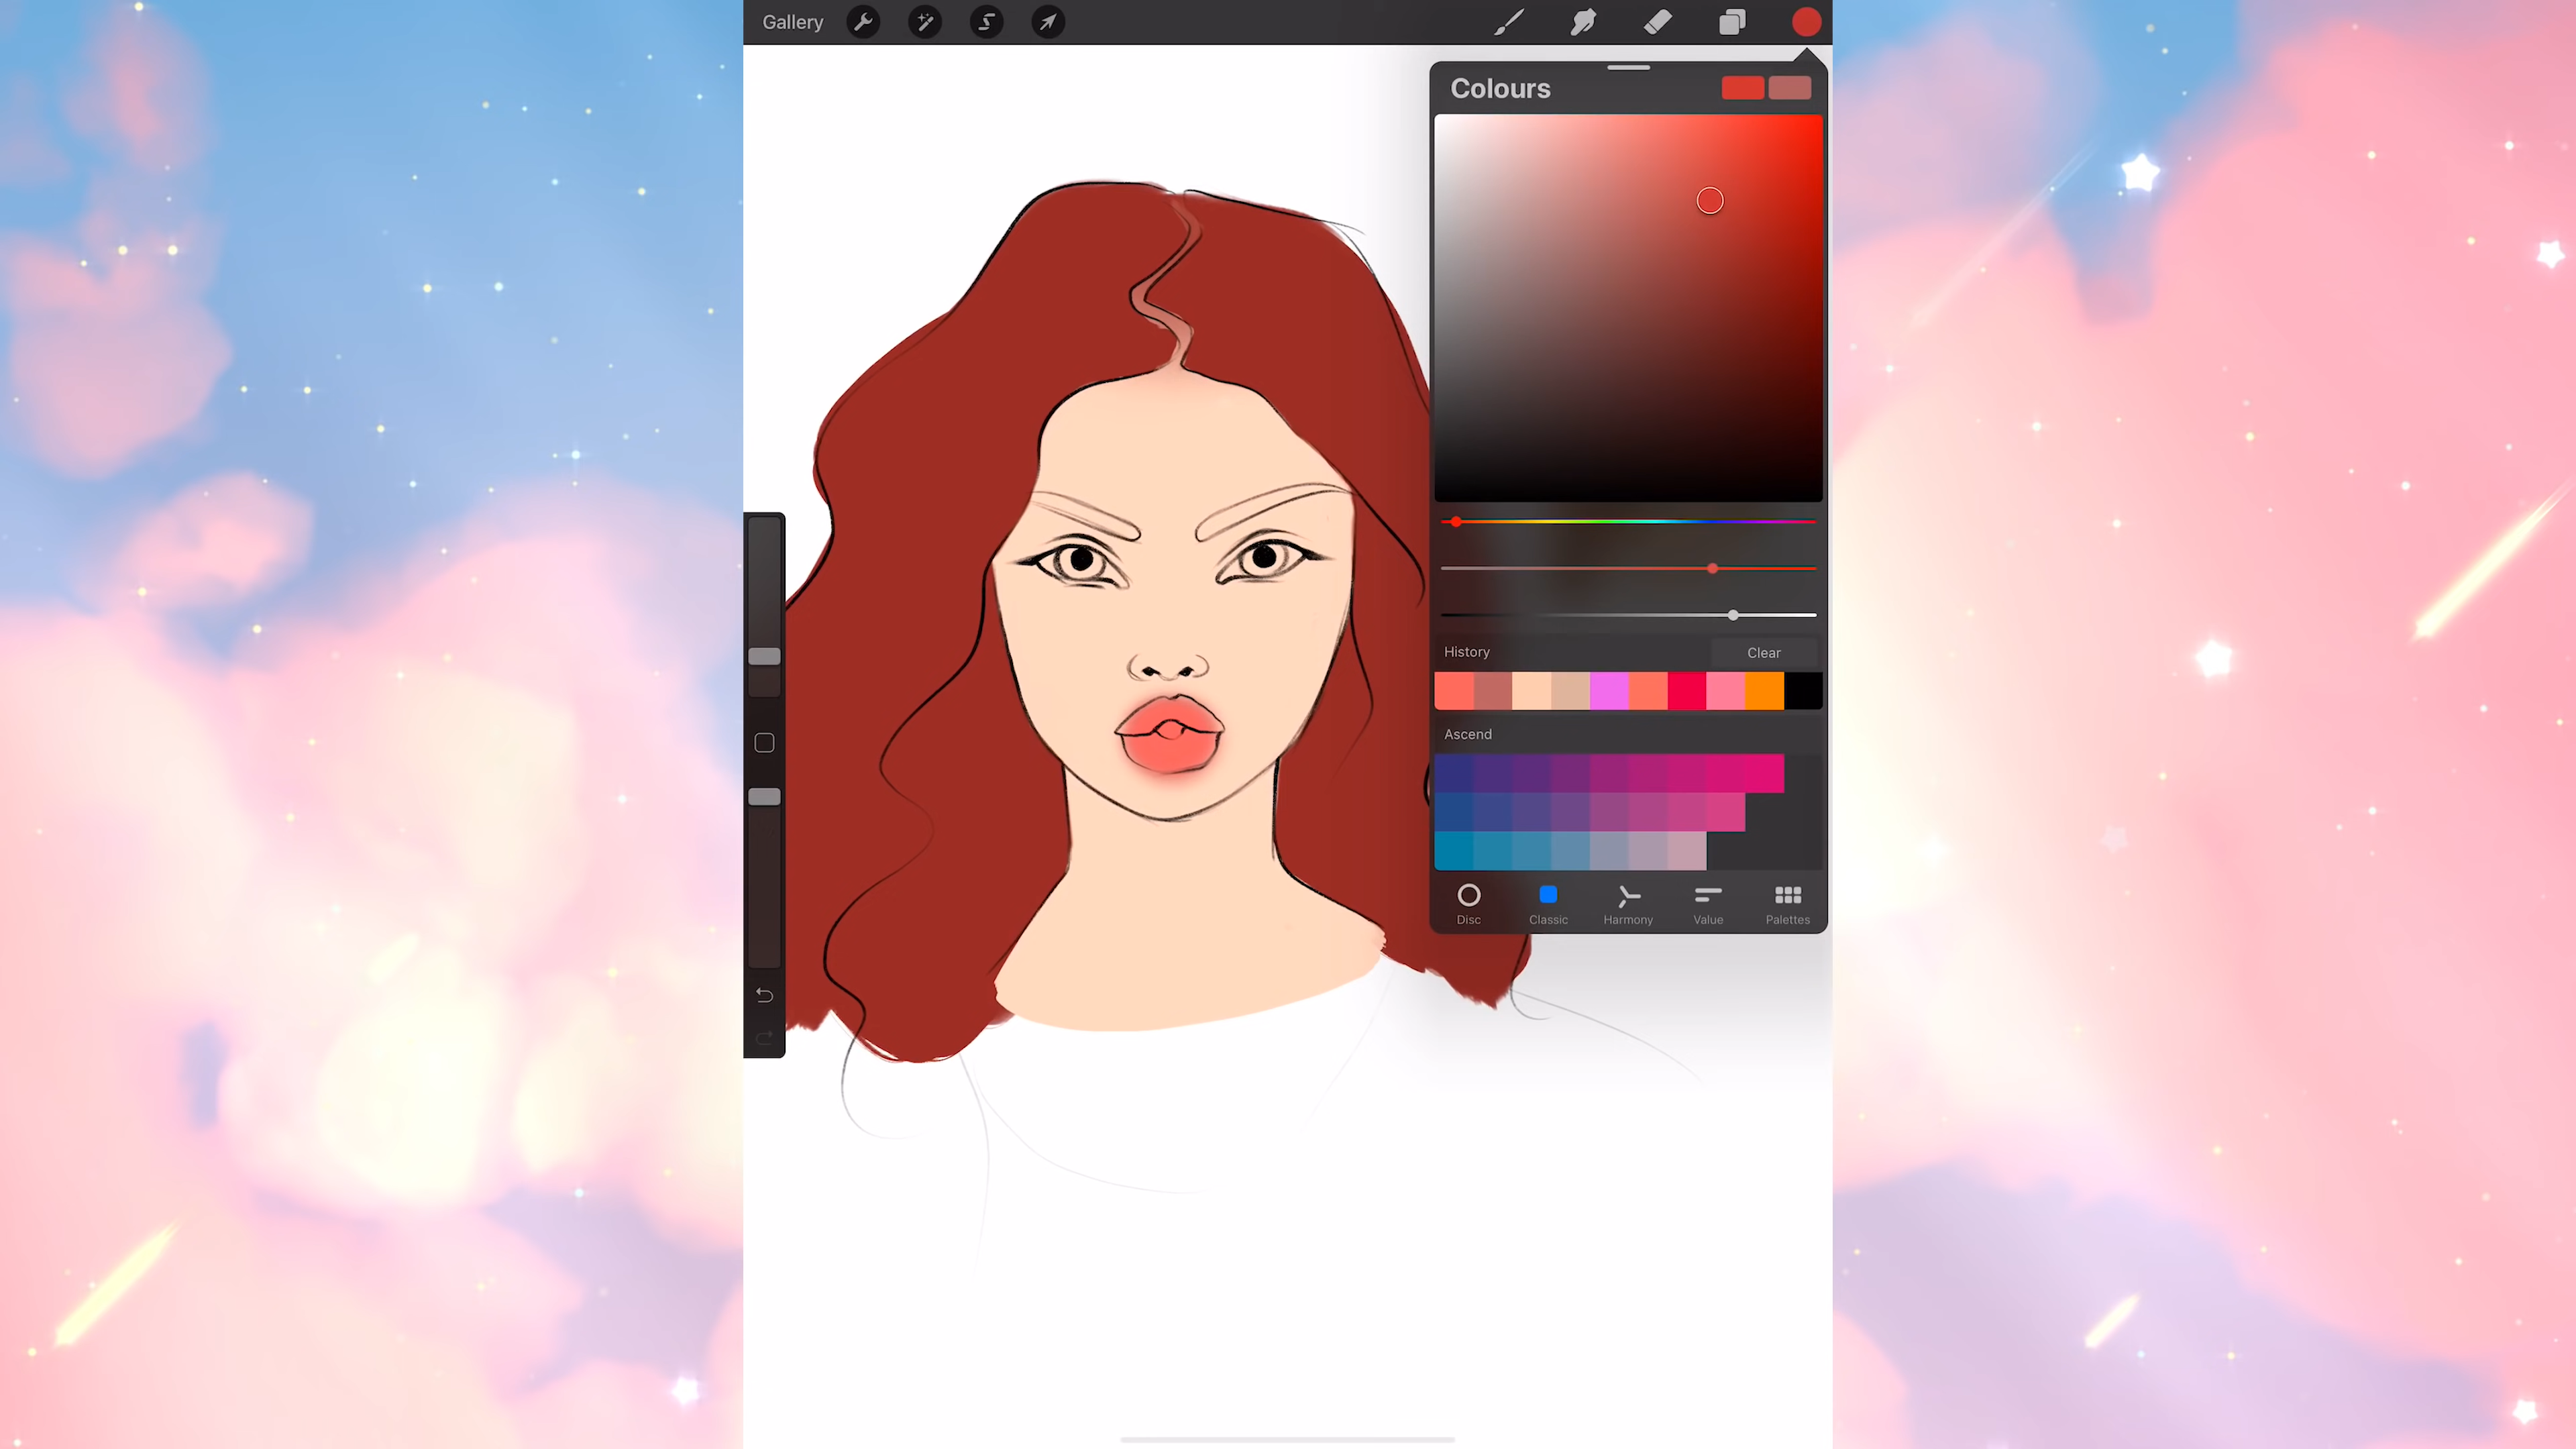 Gallery
Colours
History
Clear
Ascend
Disc
Classic
Harmony
Value
Palettes